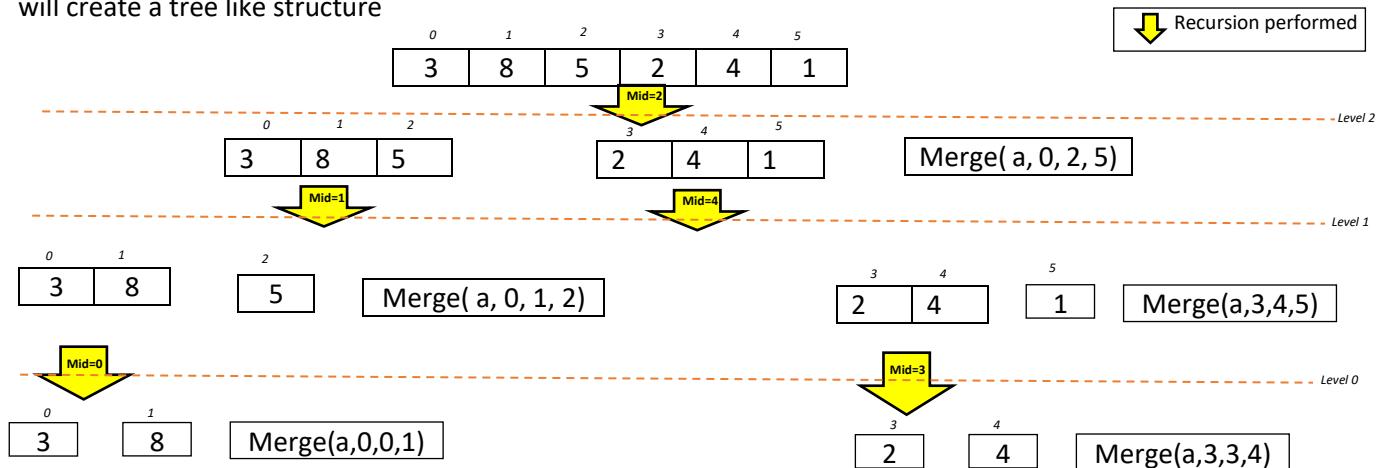 will create a tree like structure
Recursion performed
0 1 2 3 4 5
3 8 5 2 4 1
Mid=2
Level 2
0 1 2 3 4 5
3 8 5 2 4 1 Merge( a, 0, 2, 5)
Mid=1 Mid=4
Level 1
0 1 2 3 4 5
3 8 5 Merge( a, 0, 1, 2) 2 4 1 Merge(a,3,4,5)
Mid=0 Mid=3
Level 0
0 1 3 4
3 8 Merge(a,0,0,1) 2 4 Merge(a,3,3,4)